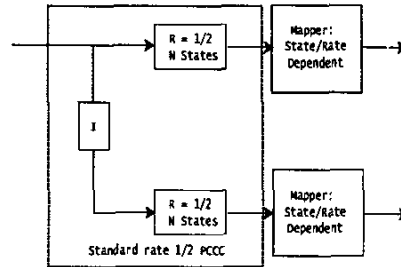 R = 1/2
N States
Mapper:
State/Rate
Dependent
I
R = 1/2
N States
Mapper:
State/Rate
Dependent
Standard rate 1/2 PCCC